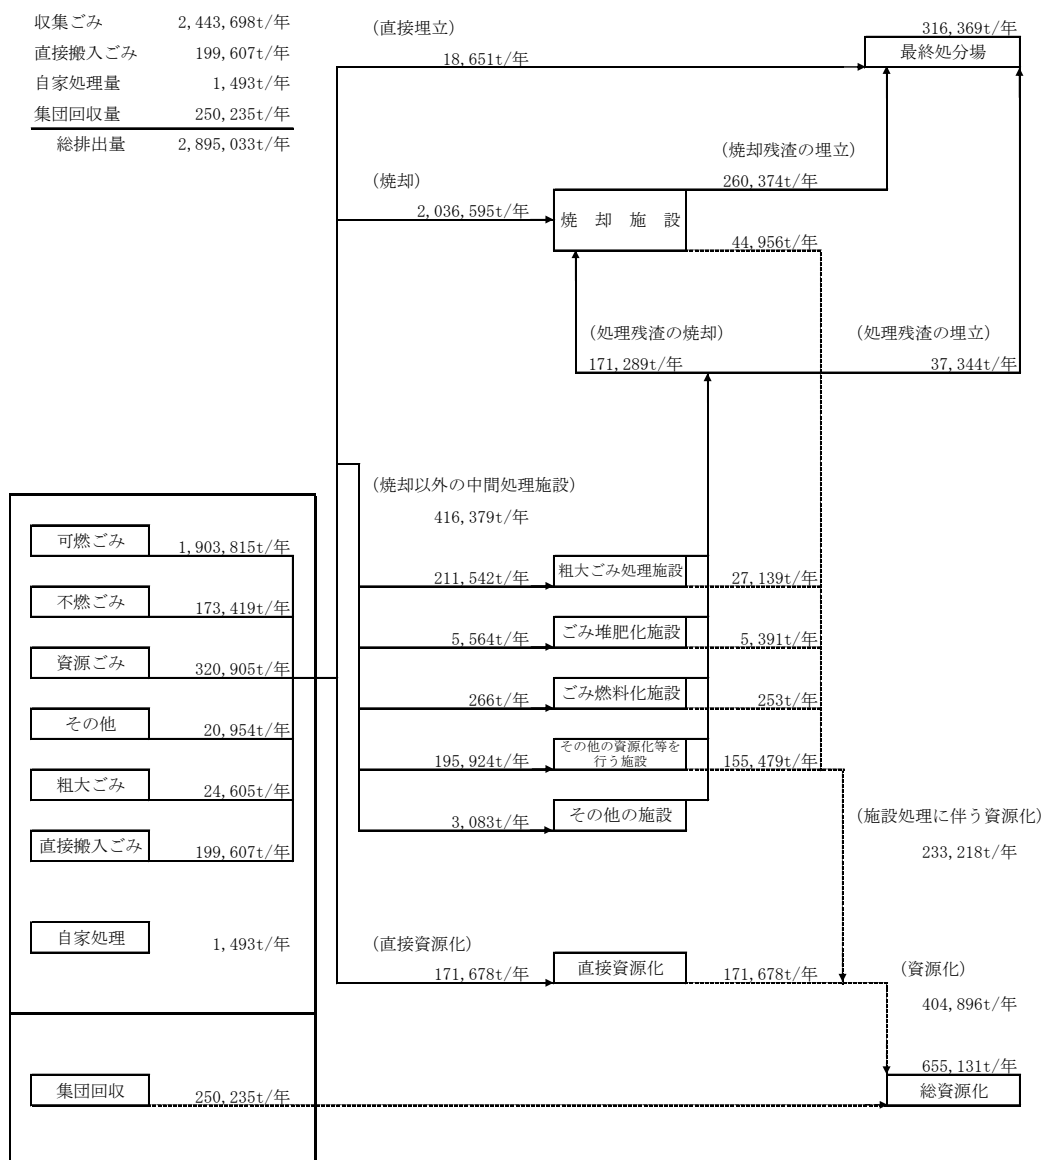 収集ごみ 2,443,698t/年
直接搬入ごみ 199,607t/年
自家処理量 1,493t/年
集団回収量 250,235t/年
総排出量 2,895,033t/年
(直接埋立)
18,651t/年
316,369t/年
最終処分場
(焼却残渣の埋立)
260,374t/年
(焼却)
2,036,595t/年
焼却施設
44,956t/年
(処理残渣の焼却)
171,289t/年
(処理残渣の埋立)
37,344t/年
(焼却以外の中間処理施設)
416,379t/年
可燃ごみ 1,903,815t/年
不燃ごみ 173,419t/年
資源ごみ 320,905t/年
その他 20,954t/年
粗大ごみ 24,605t/年
直接搬入ごみ 199,607t/年
自家処理 1,493t/年
211,542t/年 粗大ごみ処理施設 27,139t/年
5,564t/年 ごみ堆肥化施設 5,391t/年
266t/年 ごみ燃料化施設 253t/年
195,924t/年 その他の資源化等を
行う施設 155,479t/年
3,083t/年 その他の施設
(施設処理に伴う資源化)
233,218t/年
(直接資源化)
171,678t/年 直接資源化 171,678t/年
(資源化)
404,896t/年
655,131t/年
総資源化
集団回収 250,235t/年